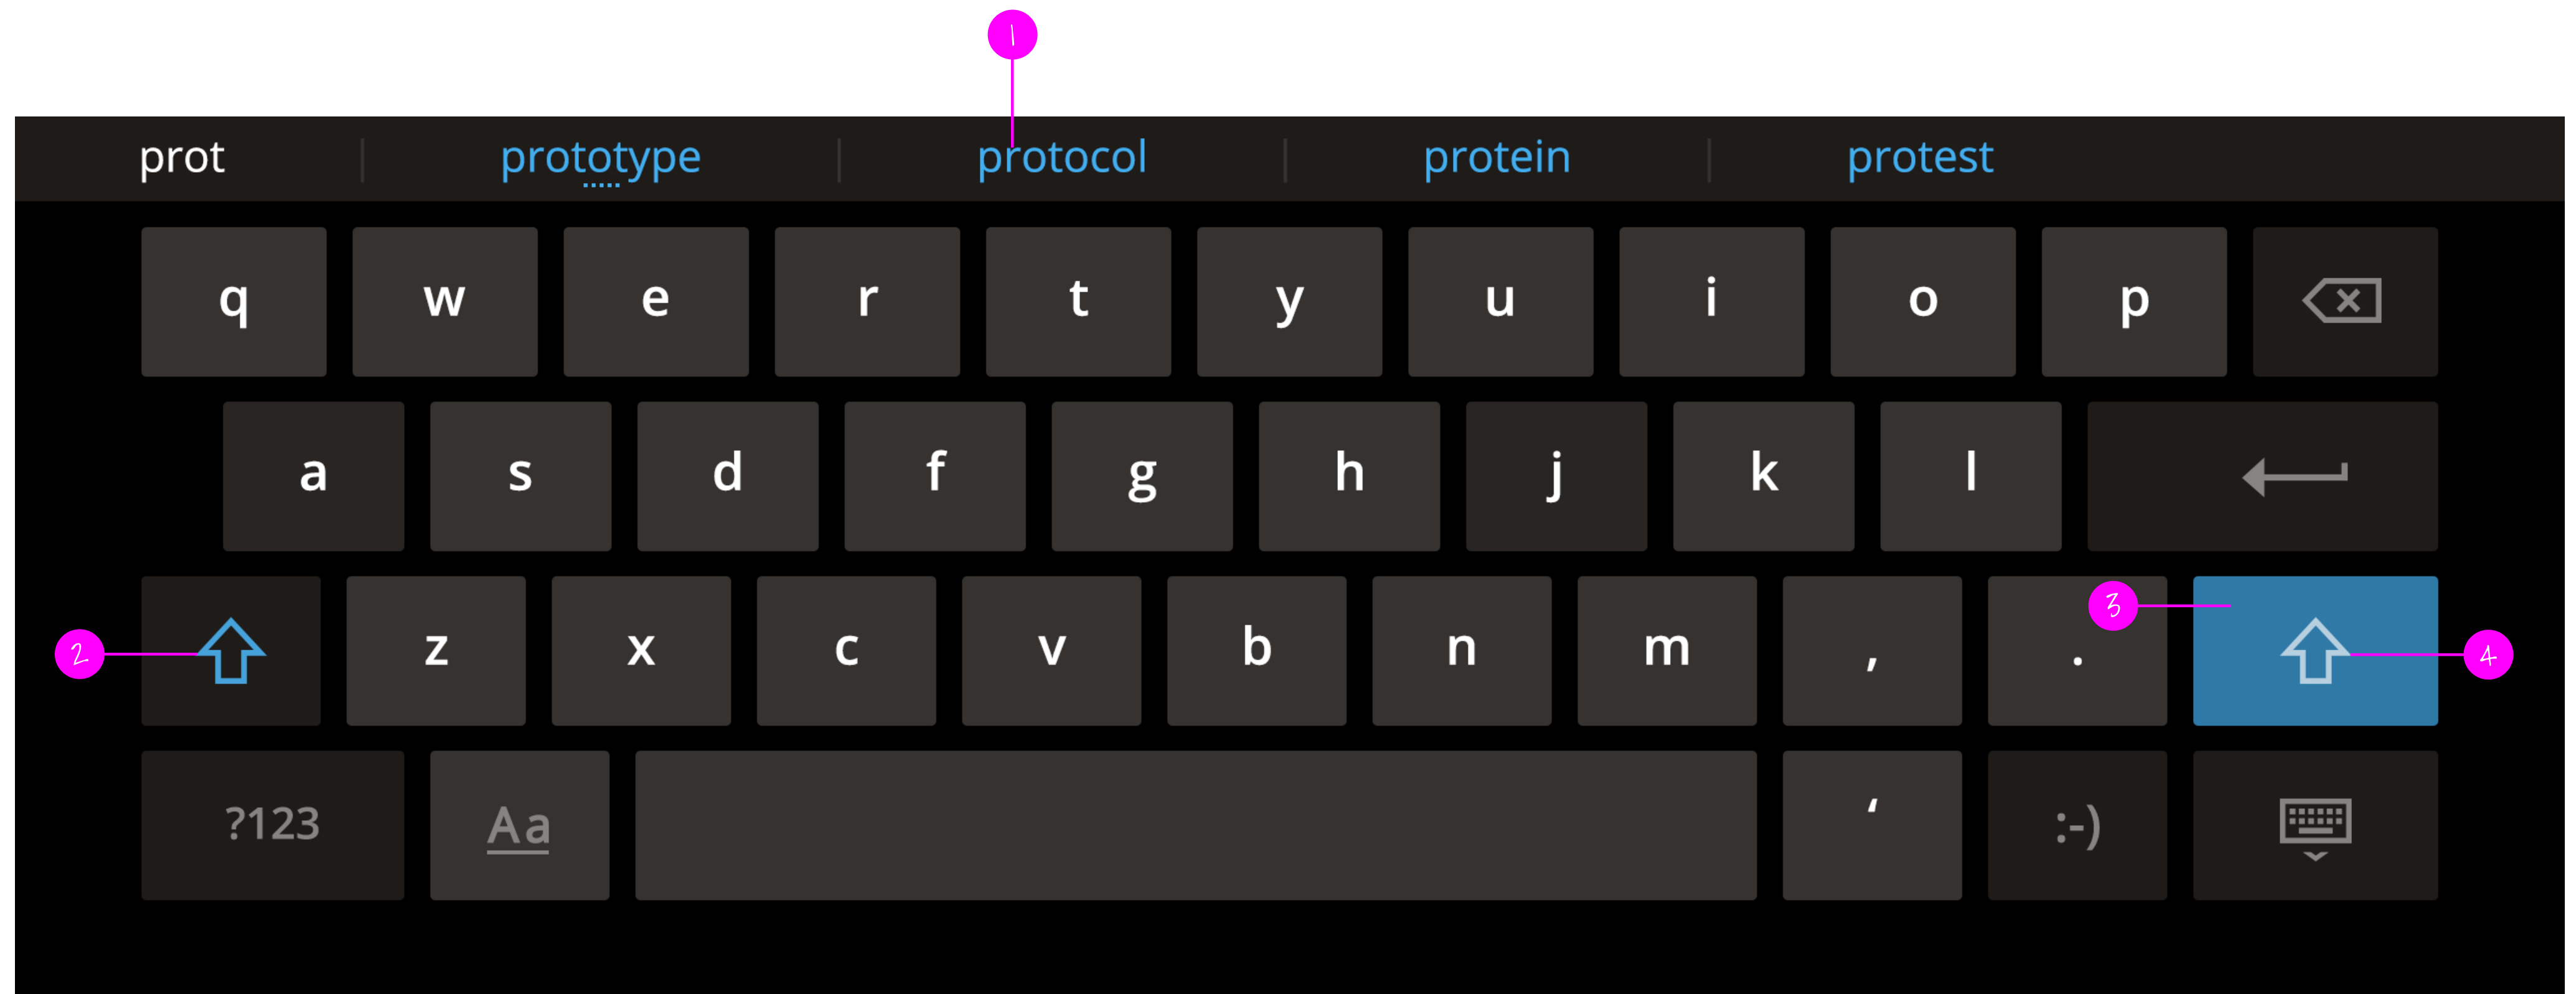 1
prot prototype protocol protein protest
q w e r t y u i o p
a s d f g h j k l
2 z x c v b n m , . 3 4
?123 Aa ‘ :-)